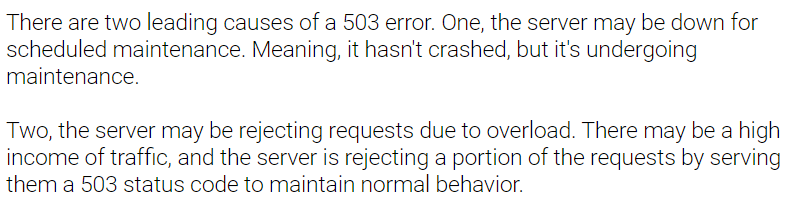 There are two leading causes of a 503 error. One, the server may be down for
scheduled maintenance. Meaning, it hasn't crashed, but it's undergoing
maintenance.
Two, the server may be rejecting requests due to overload. There may be a high
income of traffic, and the server is rejecting a portion of the requests by serving
them a 503 status code to maintain normal behavior.